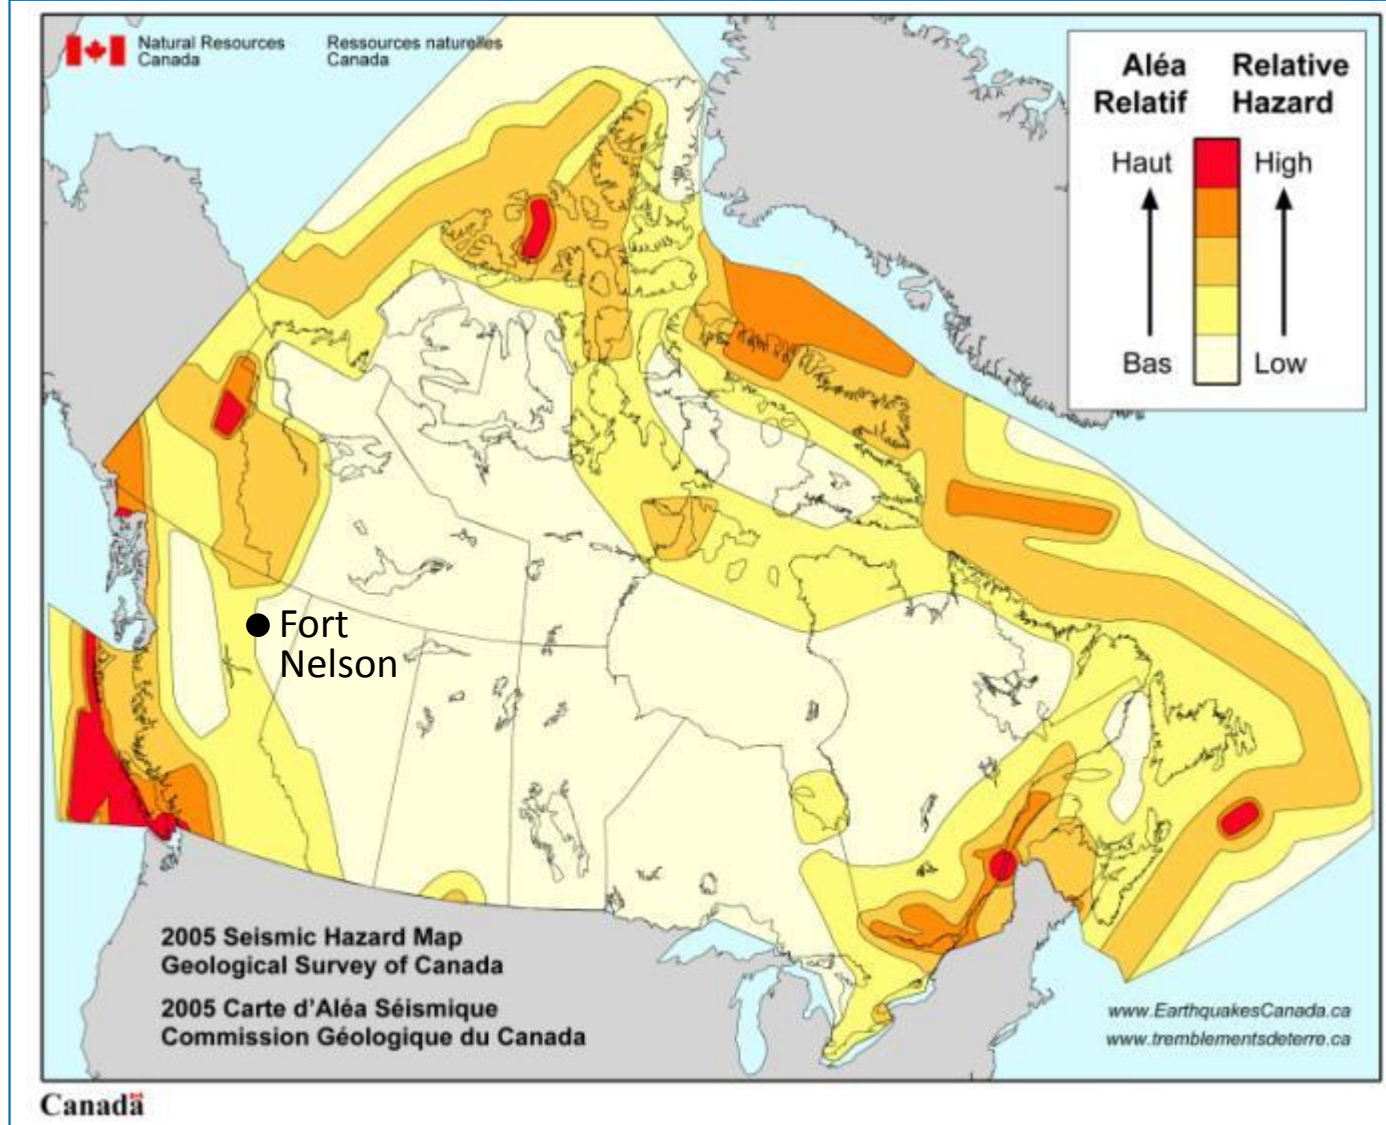 Natural Resources
Canada
Ressources naturelles
Canada
Aléa
Relatif
Relative
Hazard
Haut
High
Bas
Low
Fort
Nelson
2005 Seismic Hazard Map
Geological Survey of Canada
2005 Carte d'Aléa Séismique
Commission Géologique du Canada
www.EarthquakesCanada.ca
www.tremblementsdeterre.ca
Canada